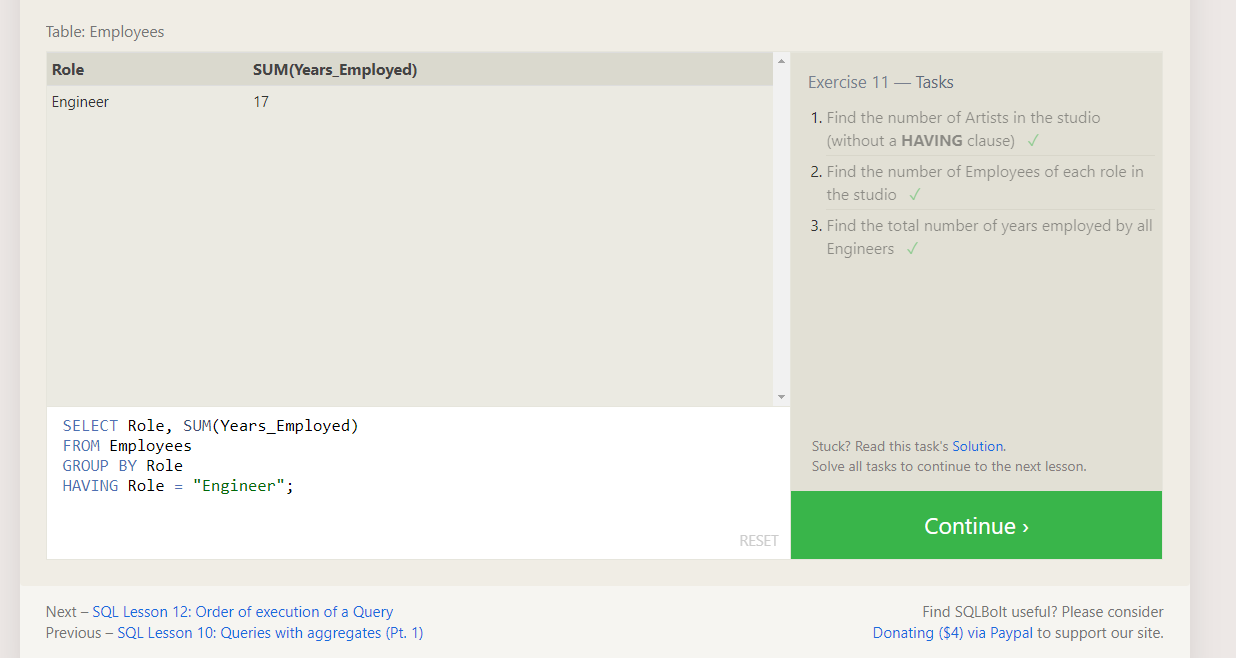 Table: Employees
Role SUM(Years_Employed)
Engineer 17
Exercise 11 — Tasks
1. Find the number of Artists in the studio
(without a HAVING clause) ✓
2. Find the number of Employees of each role in
the studio ✓
3. Find the total number of years employed by all
Engineers ✓
SELECT Role, SUM(Years_Employed)
FROM Employees
GROUP BY Role
HAVING Role = "Engineer";
RESET
Stuck? Read this task's Solution.
Solve all tasks to continue to the next lesson.
Continue ›
Next – SQL Lesson 12: Order of execution of a Query
Previous – SQL Lesson 10: Queries with aggregates (Pt. 1)
Find SQLBolt useful? Please consider
Donating ($4) via Paypal to support our site.